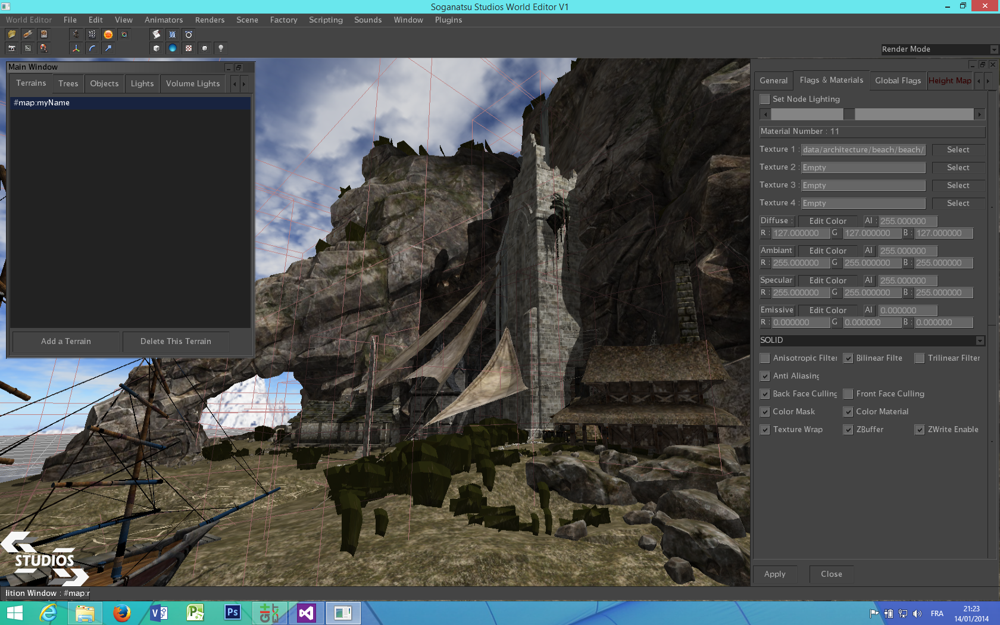 Soganatsu Studios World Editor V1
World Editor File Edit View Animators Renders Scene Factory Scripting Sounds Window Plugins
Render Mode
Main Window
Terrains Trees Objects Lights Volume Lights
#map:myName
Add a Terrain Delete This Terrain
General Flags & Materials Global Flags Height Map
Set Node Lighting
Material Number : 11
Texture 1 : data/architecture/beach/beach/ Select
Texture 2 : Empty Select
Texture 3 : Empty Select
Texture 4 : Empty Select
Diffuse : Edit Color Al : 255.000000
R : 127.000000 G 127.000000 B : 127.000000
Ambiant Edit Color Al 255.000000
R : 255.000000 G 255.000000 B : 255.000000
Specular Edit Color Al 255.000000
R : 255.000000 G 255.000000 B : 255.000000
Emissive Edit Color Al 0.000000
R : 0.000000 G 0.000000 B : 0.000000
SOLID
Anisotropic Filter Bilinear Filte Trilinear Filter
Anti Aliasing
Back Face Culling Front Face Culling
Color Mask Color Material
Texture Wrap ZBuffer ZWrite Enable
Apply Close
STUDIOS
lition Window : #map:r
FRA
21:23
14/01/2014